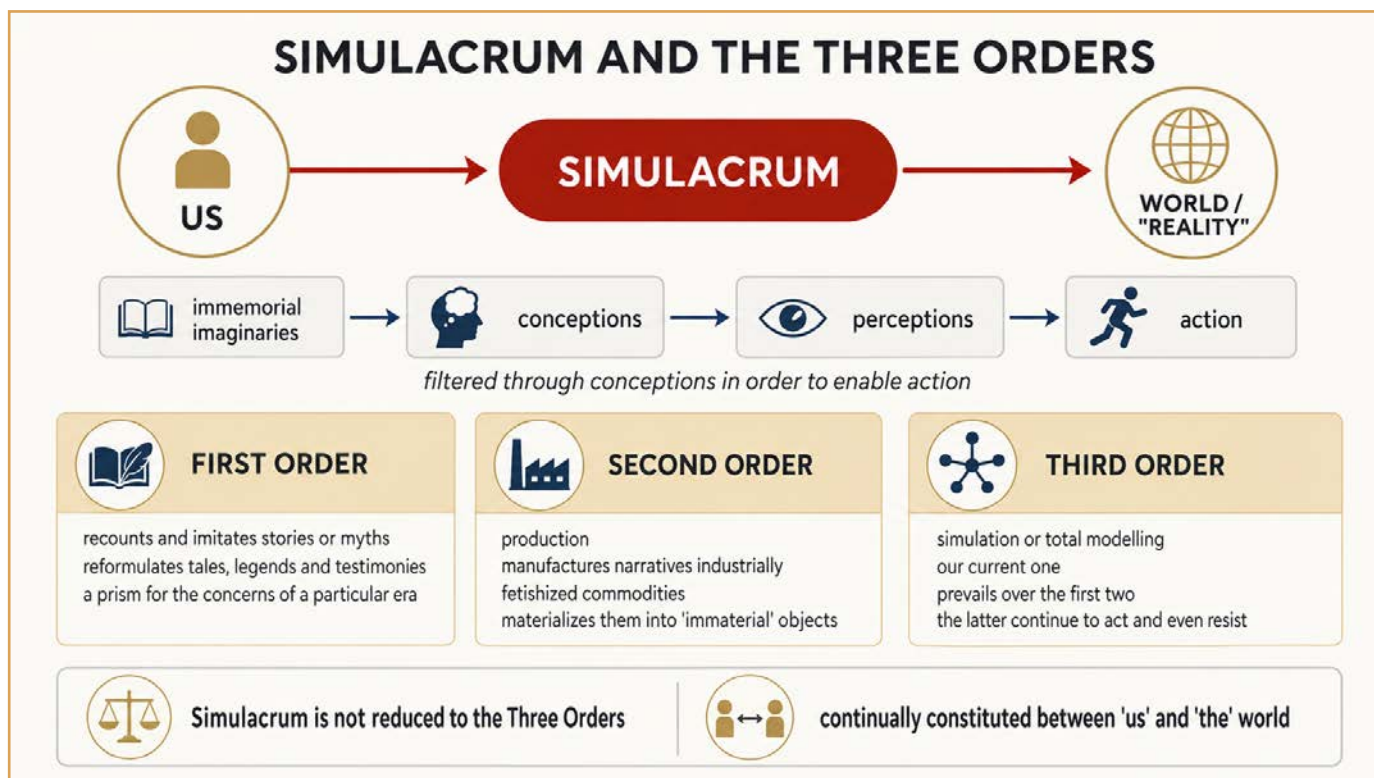 SIMULACRUM AND THE THREE ORDERS
US
SIMULACRUM
WORLD /
"REALITY"
immemorial
imaginaries
conceptions
perceptions
action
filtered through conceptions in order to enable action
FIRST ORDER
recounts and imitates stories or myths
reformulates tales, legends and testimonies
a prism for the concerns of a particular era
SECOND ORDER
production
manufactures narratives industrially
fetishized commodities
materializes them into 'immaterial' objects
THIRD ORDER
simulation or total modelling
our current one
prevails over the first two
the latter continue to act and even resist
Simulacrum is not reduced to the Three Orders
continually constituted between 'us' and 'the' world